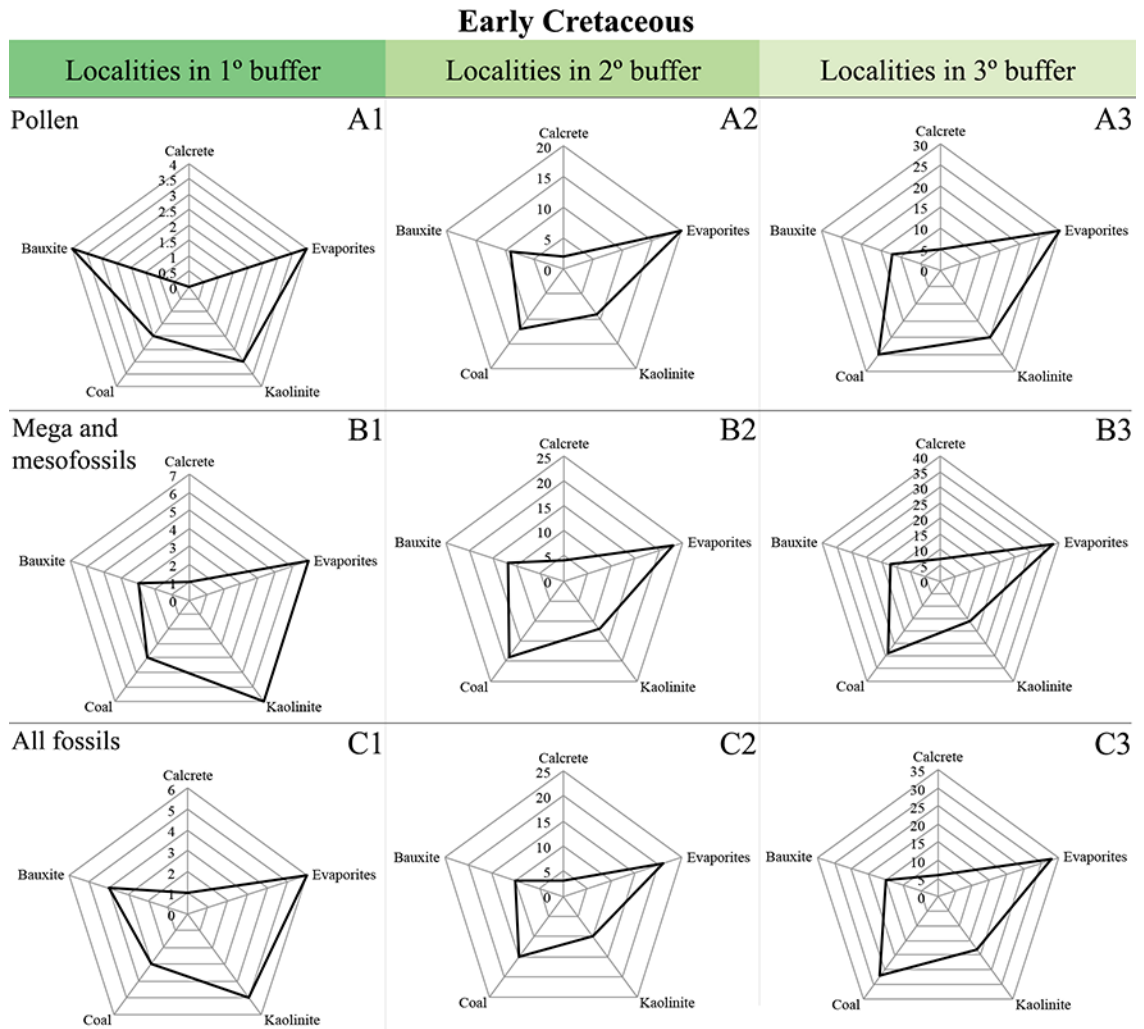 Early Cretaceous
Localities in 1º buffer
Localities in 2º buffer
Localities in 3º buffer
Pollen
A1
Calcrete
4
3.5
3
2.5
2
1.5
1
0.5
0
Bauxite
Evaporites
Coal
Kaolinite
A2
Calcrete
20
15
10
5
0
Bauxite
Evaporites
Coal
Kaolinite
A3
Calcrete
30
25
20
15
10
5
0
Bauxite
Evaporites
Coal
Kaolinite
Mega and
mesofossils
B1
Calcrete
7
6
5
4
3
2
1
0
Bauxite
Evaporites
Coal
Kaolinite
B2
Calcrete
25
20
15
10
5
0
Bauxite
Evaporites
Coal
Kaolinite
B3
Calcrete
40
35
30
25
20
15
10
5
0
Bauxite
Evaporites
Coal
Kaolinite
All fossils
C1
Calcrete
6
5
4
3
2
1
0
Bauxite
Evaporites
Coal
Kaolinite
C2
Calcrete
25
20
15
10
5
0
Bauxite
Evaporites
Coal
Kaolinite
C3
Calcrete
35
30
25
20
15
10
5
0
Bauxite
Evaporites
Coal
Kaolinite